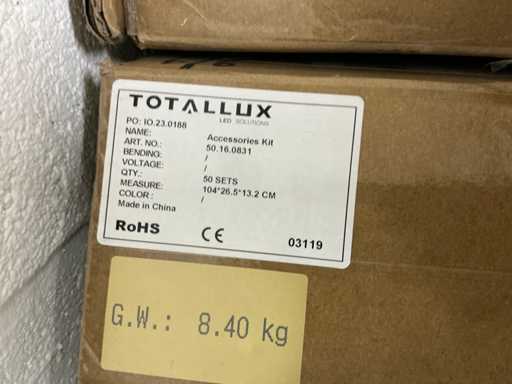 TOTALLUX
LED SOLUTIONS
PO: IO.23.0188
NAME: Accessories Kit
ART. NO.: 50.16.0831
BENDING: /
VOLTAGE: /
QTY.: 50 SETS
MEASURE: 104*26.5*13.2 CM
COLOR : /
Made in China
RoHS CE 03119
G.W.: 8.40 kg